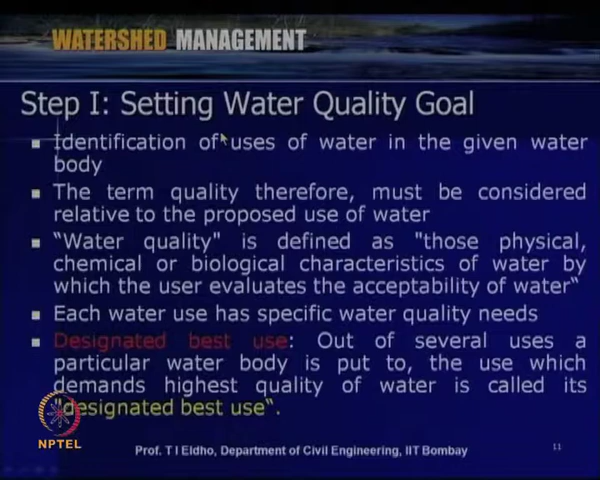 WATERSHED MANAGEMENT
Step I: Setting Water Quality Goal
Identification of uses of water in the given water
body
The term quality therefore, must be considered
relative to the proposed use of water
“Water quality" is defined as "those physical,
chemical or biological characteristics of water by
which the user evaluates the acceptability of water“
Each water use has specific water quality needs
Designated best use: Out of several uses a
particular water body is put to, the use which
demands highest quality of water is called its
"designated best use“.
NPTEL
Prof. T I Eldho, Department of Civil Engineering, IIT Bombay
11